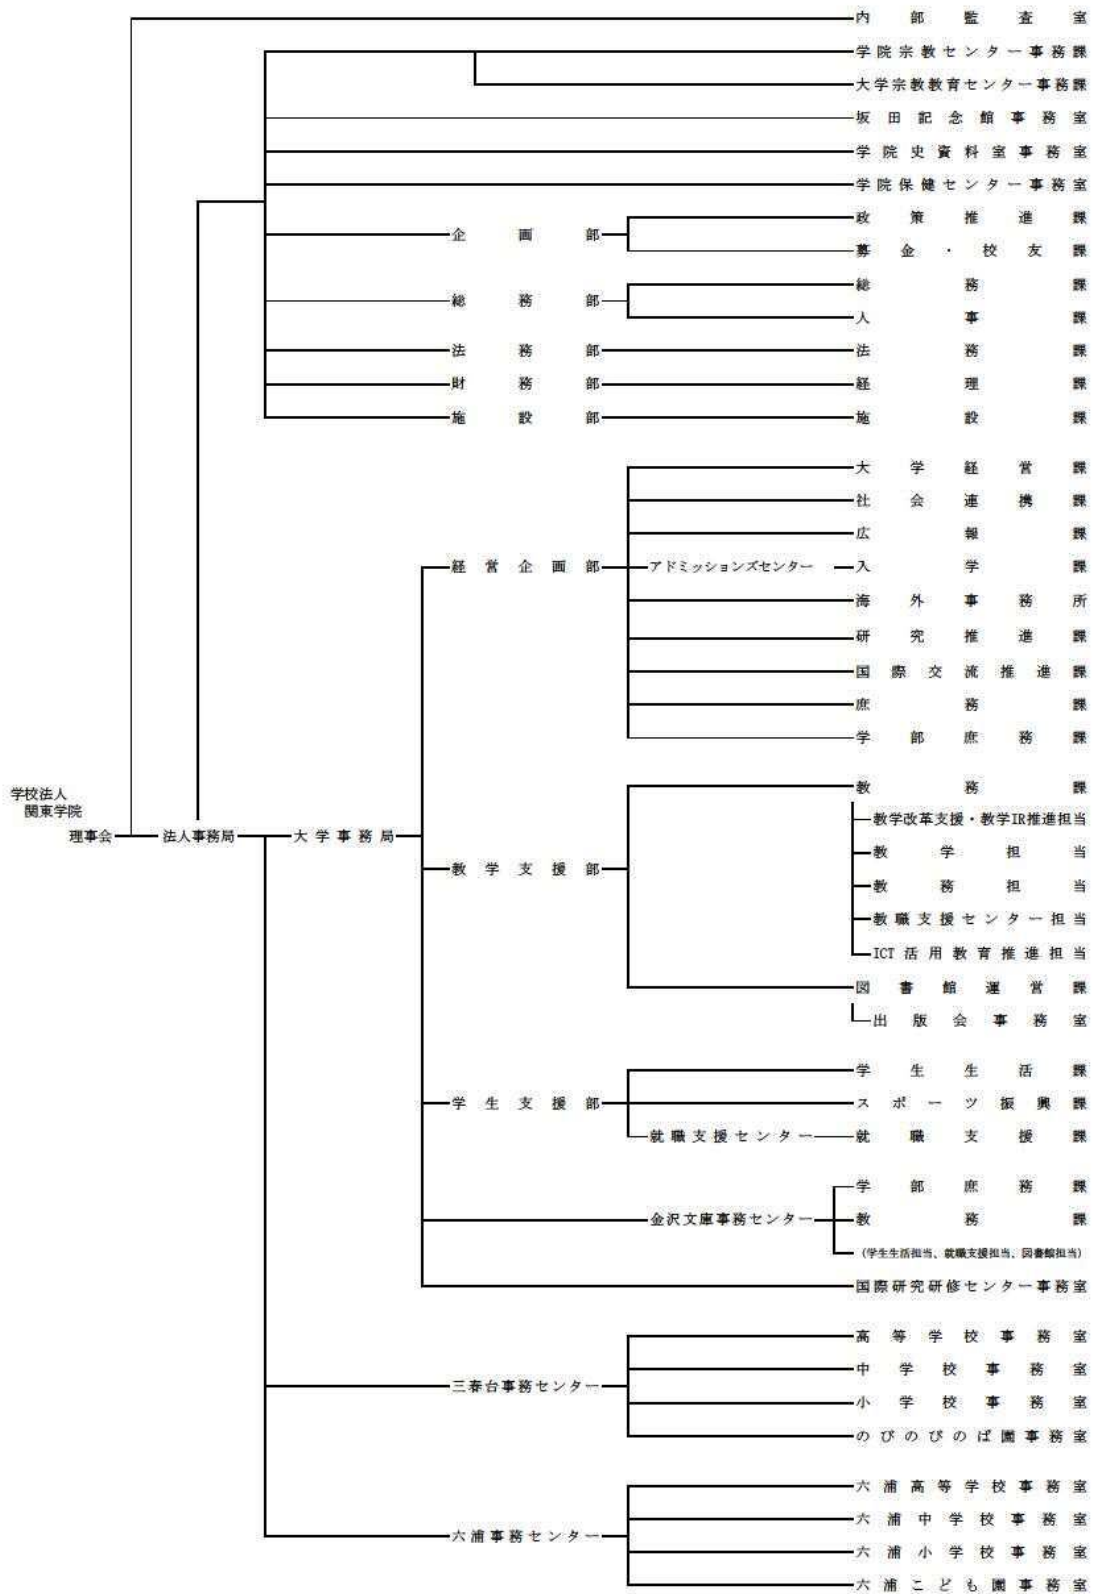 内部監査室
学院宗教センター事務課
大学宗教教育センター事務課
坂田記念館事務室
学院史資料室事務室
学院保健センター事務室
企画部
政策推進課
募金・校友課
総務部
総務課
人事課
法務部
法務課
財務部
経理課
施設部
施設課
大学経営課
社会連携課
広報課
経営企画部
アドミッションズセンター
入学課
海外事務所
研究推進課
国際交流推進課
庶務課
学部庶務課
学校法人
関東学院
理事会
法人事務局
大学事務局
教学支援部
教務課
教学改革支援・教学IR推進担当
教学担当
教務担当
教職支援センター担当
ICT活用教育推進担当
図書館運営課
出版会事務室
学生支援部
学生生活課
スポーツ振興課
就職支援センター
就職支援課
金沢文庫事務センター
学部庶務課
教務課
(学生生活担当、就職支援担当、図書館担当)
国際研究研修センター事務室
三春台事務センター
高等学校事務室
中学校事務室
小学校事務室
のびのびのば園事務室
六浦事務センター
六浦高等学校事務室
六浦中学校事務室
六浦小学校事務室
六浦こども園事務室